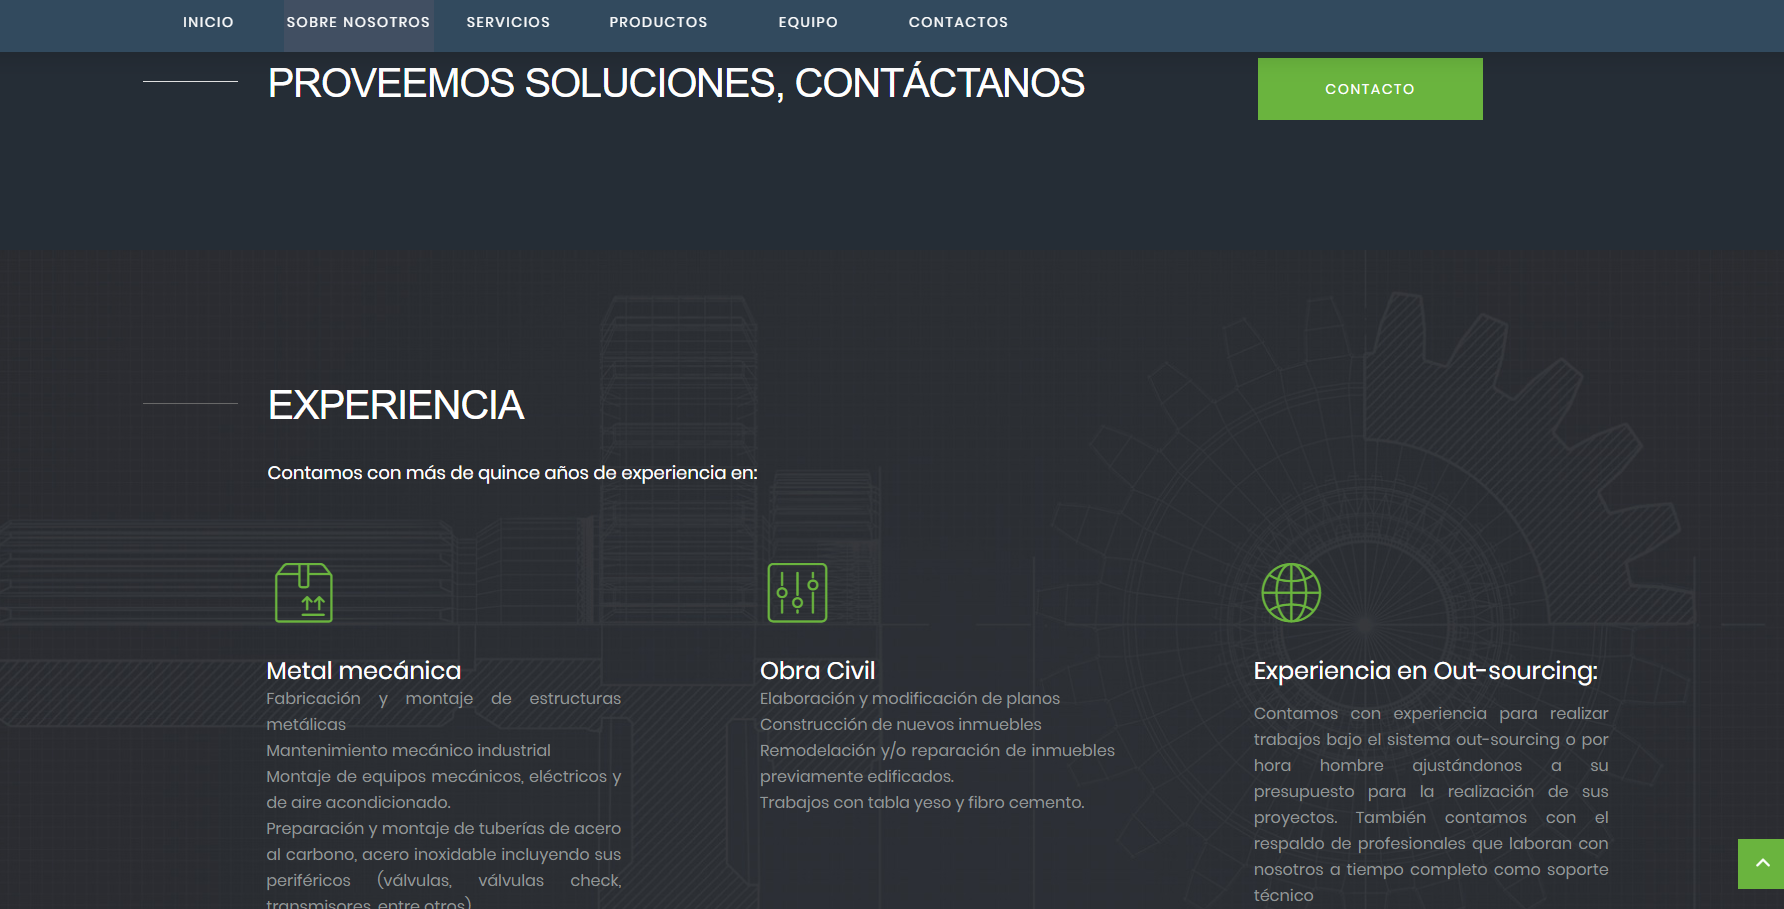 INICIO SOBRE NOSOTROS SERVICIOS PRODUCTOS EQUIPO CONTACTOS
PROVEEMOS SOLUCIONES, CONTÁCTANOS
CONTACTO
EXPERIENCIA
Contamos con más de quince años de experiencia en:
Metal mecánica
Fabricación y montaje de estructuras
metálicas
Mantenimiento mecánico industrial
Montaje de equipos mecánicos, eléctricos y
de aire acondicionado.
Preparación y montaje de tuberías de acero
al carbono, acero inoxidable incluyendo sus
periféricos (válvulas, válvulas check,
transmisores, entre otros)
Obra Civil
Elaboración y modificación de planos
Construcción de nuevos inmuebles
Remodelación y/o reparación de inmuebles
previamente edificados.
Trabajos con tabla yeso y fibro cemento.
Experiencia en Out-sourcing:
Contamos con experiencia para realizar
trabajos bajo el sistema out-sourcing o por
hora hombre ajustándonos a su
presupuesto para la realización de sus
proyectos. También contamos con el
respaldo de profesionales que laboran con
nosotros a tiempo completo como soporte
técnico